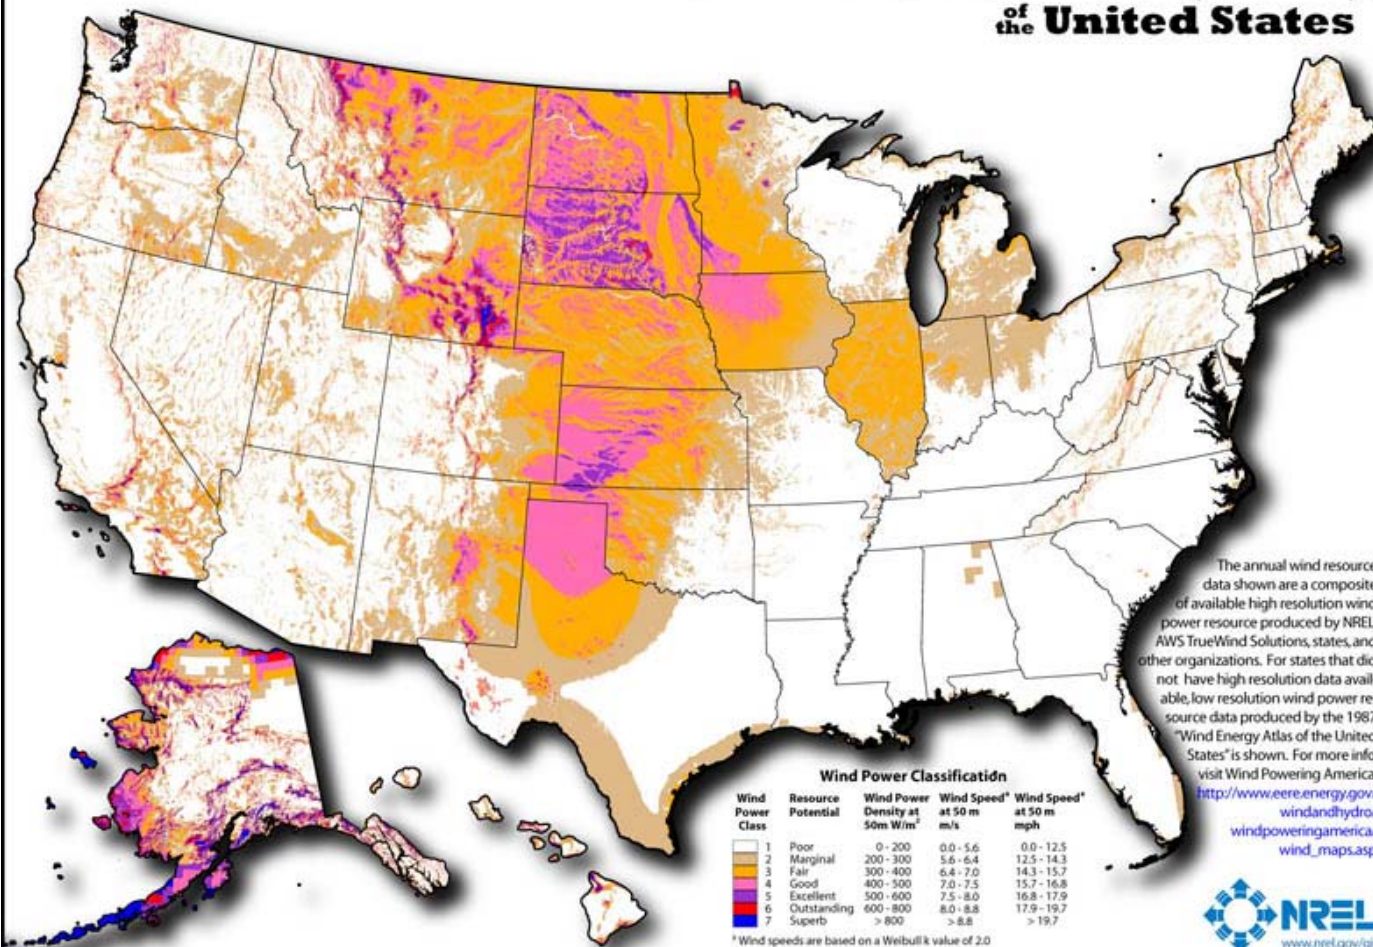 of
the United States
The annual wind resource
data shown are a composite
of available high resolution wind
power resource produced by NREL
AWS TrueWind Solutions, states, and
other organizations. For states that did
not have high resolution data avail
able, low resolution wind power re
source data produced by the 1987
"Wind Energy Atlas of the United
States" is shown. For more info
visit Wind Powering America
http://www.eere.energy.gov/
windandhydro/
windpoweringamerica/
wind_maps.asp
Wind Power Classification
Wind Power Class Resource Potential Wind Power Density at 50m W/m² Wind Speedª at 50 m m/s Wind Speedª at 50 m mph
1 Poor 0 - 200 0.0 - 5.6 0.0 - 12.5
2 Marginal 200 - 300 5.6 - 6.4 12.5 - 14.3
3 Fair 300 - 400 6.4 - 7.0 14.3 - 15.7
4 Good 400 - 500 7.0 - 7.5 15.7 - 16.8
5 Excellent 500 - 600 7.5 - 8.0 16.8 - 17.9
6 Outstanding 600 - 800 8.0 - 8.8 17.9 - 19.7
7 Superb > 800 > 8.8 > 19.7
ª Wind speeds are based on a Weibull k value of 2.0
NREL
www.nrel.gov/gi